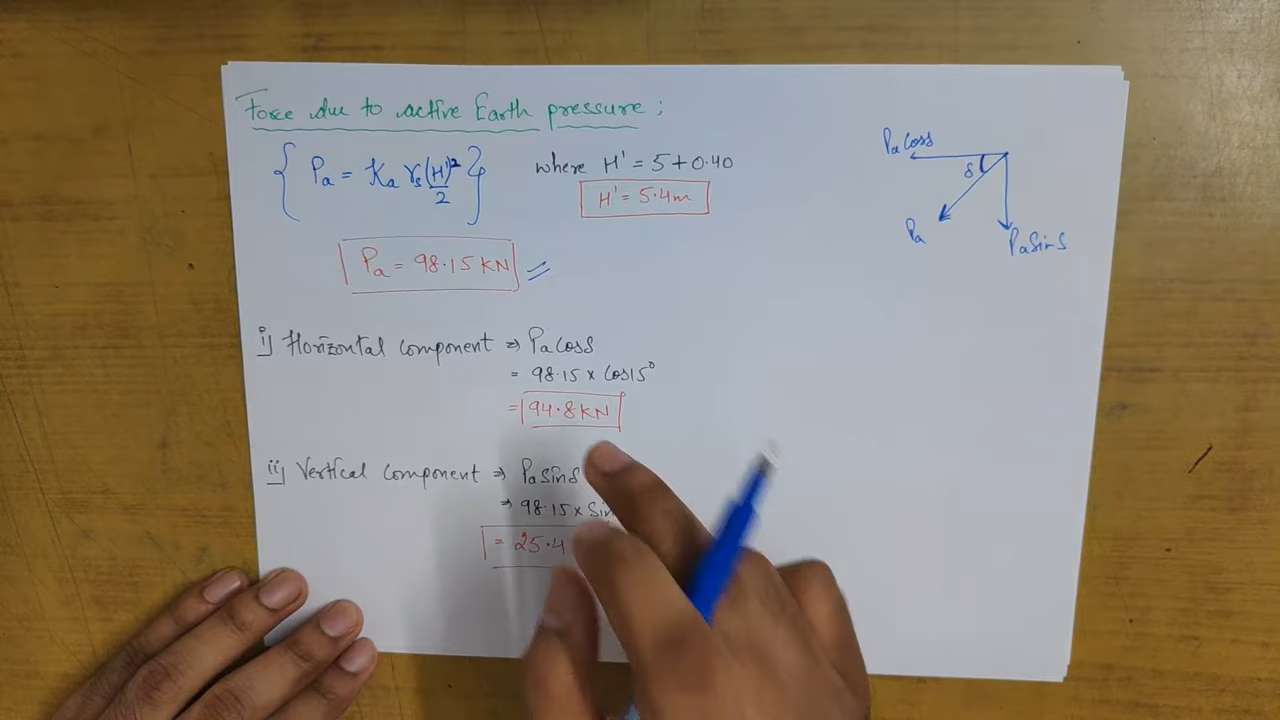 Force due to active Earth pressure :
{ Pa = Ka γs (H')²/2 } where H' = 5+0.40
H' = 5.4m
Pa = 98.15 KN
i) Horizontal component ⇒ Pa cosδ
= 98.15 x Cos15°
= 94.8 KN
ii) Vertical component ⇒ Pa sinδ
⇒ 98.15 x Sin
= 25.4
Pa cosδ
δ
Pa
Pa Sinδ